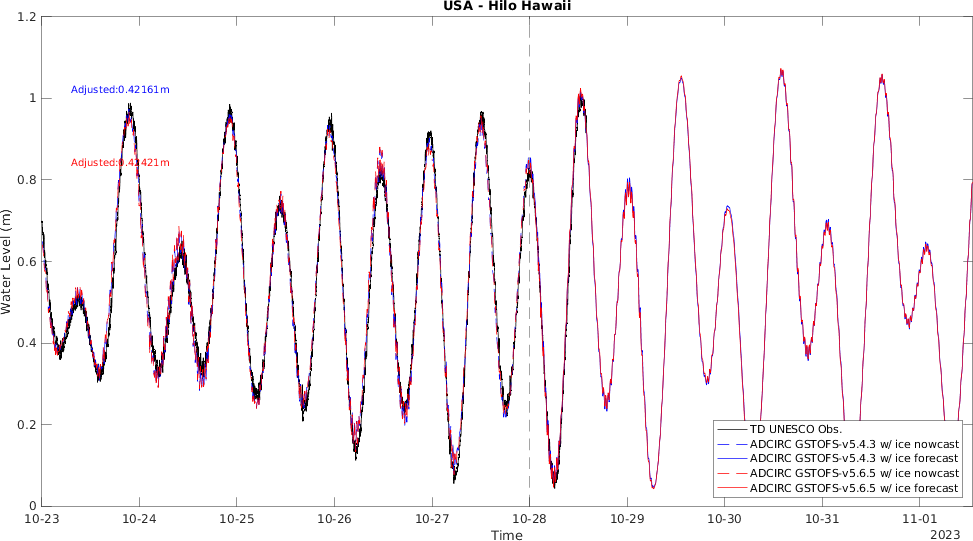 USA - Hilo Hawaii
1.2
Adjusted:0.42161m
1
Adjusted:0.42421m
0.8
0.6
0.4
0.2
0
Water Level (m)
TD UNESCO Obs.
ADCIRC GSTOFS-v5.4.3 w/ ice nowcast
ADCIRC GSTOFS-v5.4.3 w/ ice forecast
ADCIRC GSTOFS-v5.6.5 w/ ice nowcast
ADCIRC GSTOFS-v5.6.5 w/ ice forecast
10-23 10-24 10-25 10-26 10-27 10-28 10-29 10-30 10-31 11-01
Time
2023